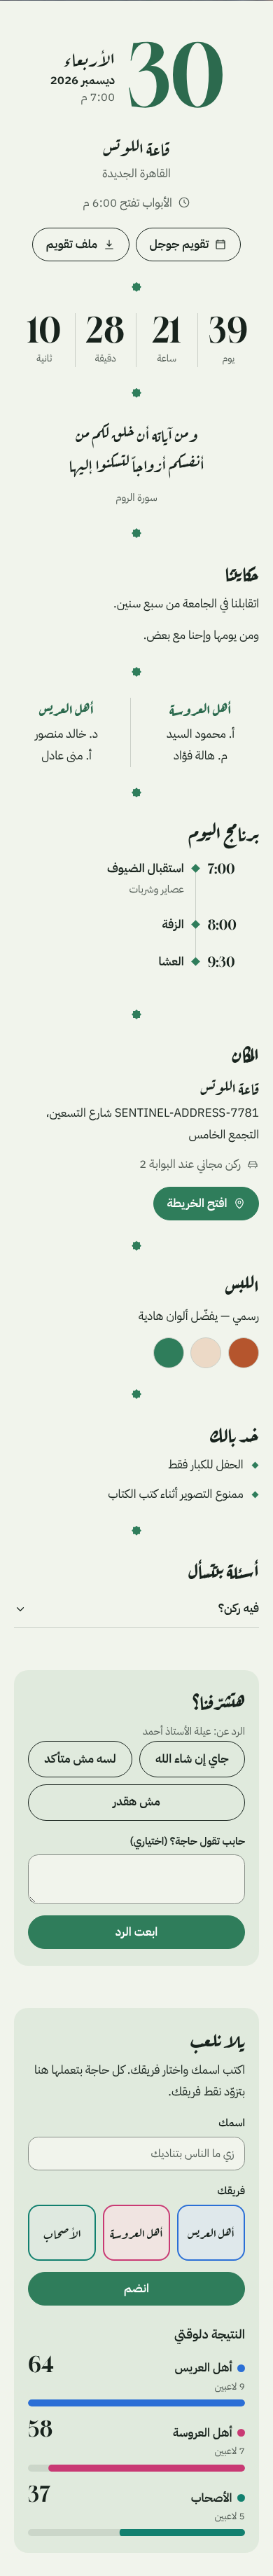 30
الأربعاء
ديسمبر 2026
7:00 م
قاعة اللوتس
القاهرة الجديدة
الأبواب تفتح 6:00 م
تقويم جوجل
ملف تقويم
39
يوم
21
ساعة
28
دقيقة
10
ثانية
ومن آياته أن خلق لكم من
أنفسكم أزواجاً لتسكنوا إليها
سورة الروم
حكايتنا
اتقابلنا في الجامعة من سبع سنين.
ومن يومها وإحنا مع بعض.
أهل العروسة
أ. محمود السيد
م. هالة فؤاد
أهل العريس
د. خالد منصور
أ. منى عادل
برنامج اليوم
7:00 استقبال الضيوف
عصاير وشربات
8:00 الزفة
9:30 العشا
المكان
قاعة اللوتس
SENTINEL-ADDRESS-7781 شارع التسعين،
التجمع الخامس
ركن مجاني عند البوابة 2
افتح الخريطة
اللبس
رسمي — يفضّل ألوان هادية
خد بالك
الحفل للكبار فقط
ممنوع التصوير أثناء كتب الكتاب
أسئلة بتتسأل
فيه ركن؟
هتشرّفنا؟
الرد عن: عيلة الأستاذ أحمد
جاي إن شاء الله
لسه مش متأكد
مش هقدر
حابب تقول حاجة؟ (اختياري)
ابعت الرد
يلا نلعب
اكتب اسمك واختار فريقك. كل حاجة بتعملها هنا
بتزوّد نقط فريقك.
اسمك
زي ما الناس بتناديك
فريقك
أهل العريس
أهل العروسة
الأصحاب
انضم
النتيجة دلوقتي
أهل العريس
64
9 لاعبين
أهل العروسة
58
7 لاعبين
الأصحاب
37
5 لاعبين